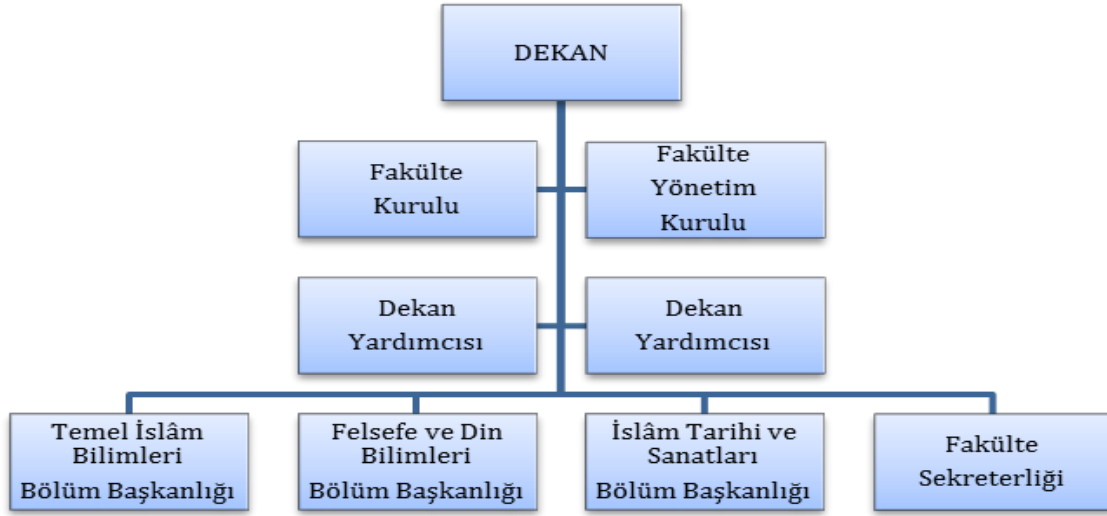 DEKAN
Fakülte
Kurulu
Fakülte
Yönetim
Kurulu
Dekan
Yardımcısı
Dekan
Yardımcısı
Temel İslâm
Bilimleri
Bölüm Başkanlığı
Felsefe ve Din
Bilimleri
Bölüm Başkanlığı
İslâm Tarihi ve
Sanatları
Bölüm Başkanlığı
Fakülte
Sekreterliği